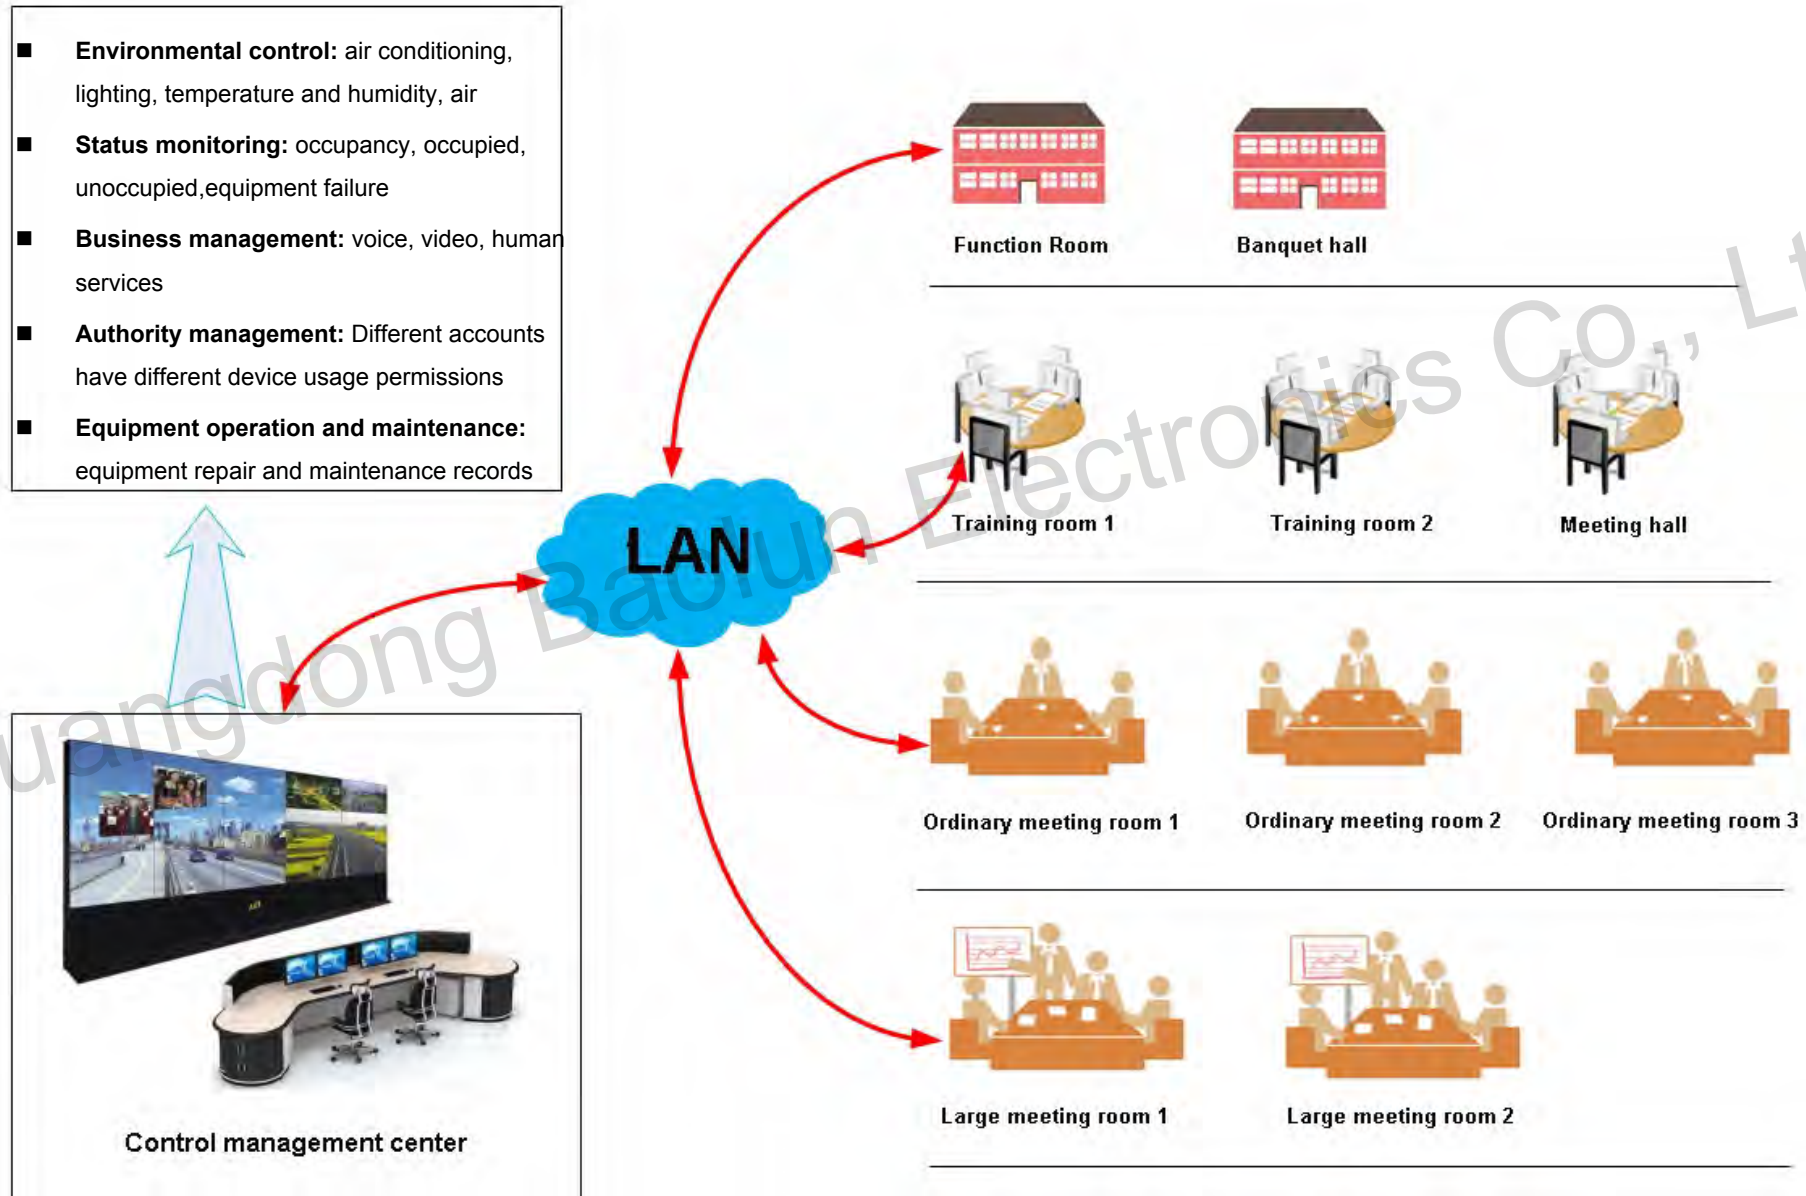 ■ Environmental control: air conditioning,
lighting, temperature and humidity, air
■ Status monitoring: occupancy, occupied,
unoccupied,equipment failure
■ Business management: voice, video, human
services
■ Authority management: Different accounts
have different device usage permissions
■ Equipment operation and maintenance:
equipment repair and maintenance records
Function Room
Banquet hall
Training room 1
Training room 2
Meeting hall
LAN
Ordinary meeting room 1
Ordinary meeting room 2
Ordinary meeting room 3
Large meeting room 1
Large meeting room 2
Control management center
uangdong Baolun Electronics Co., Lt